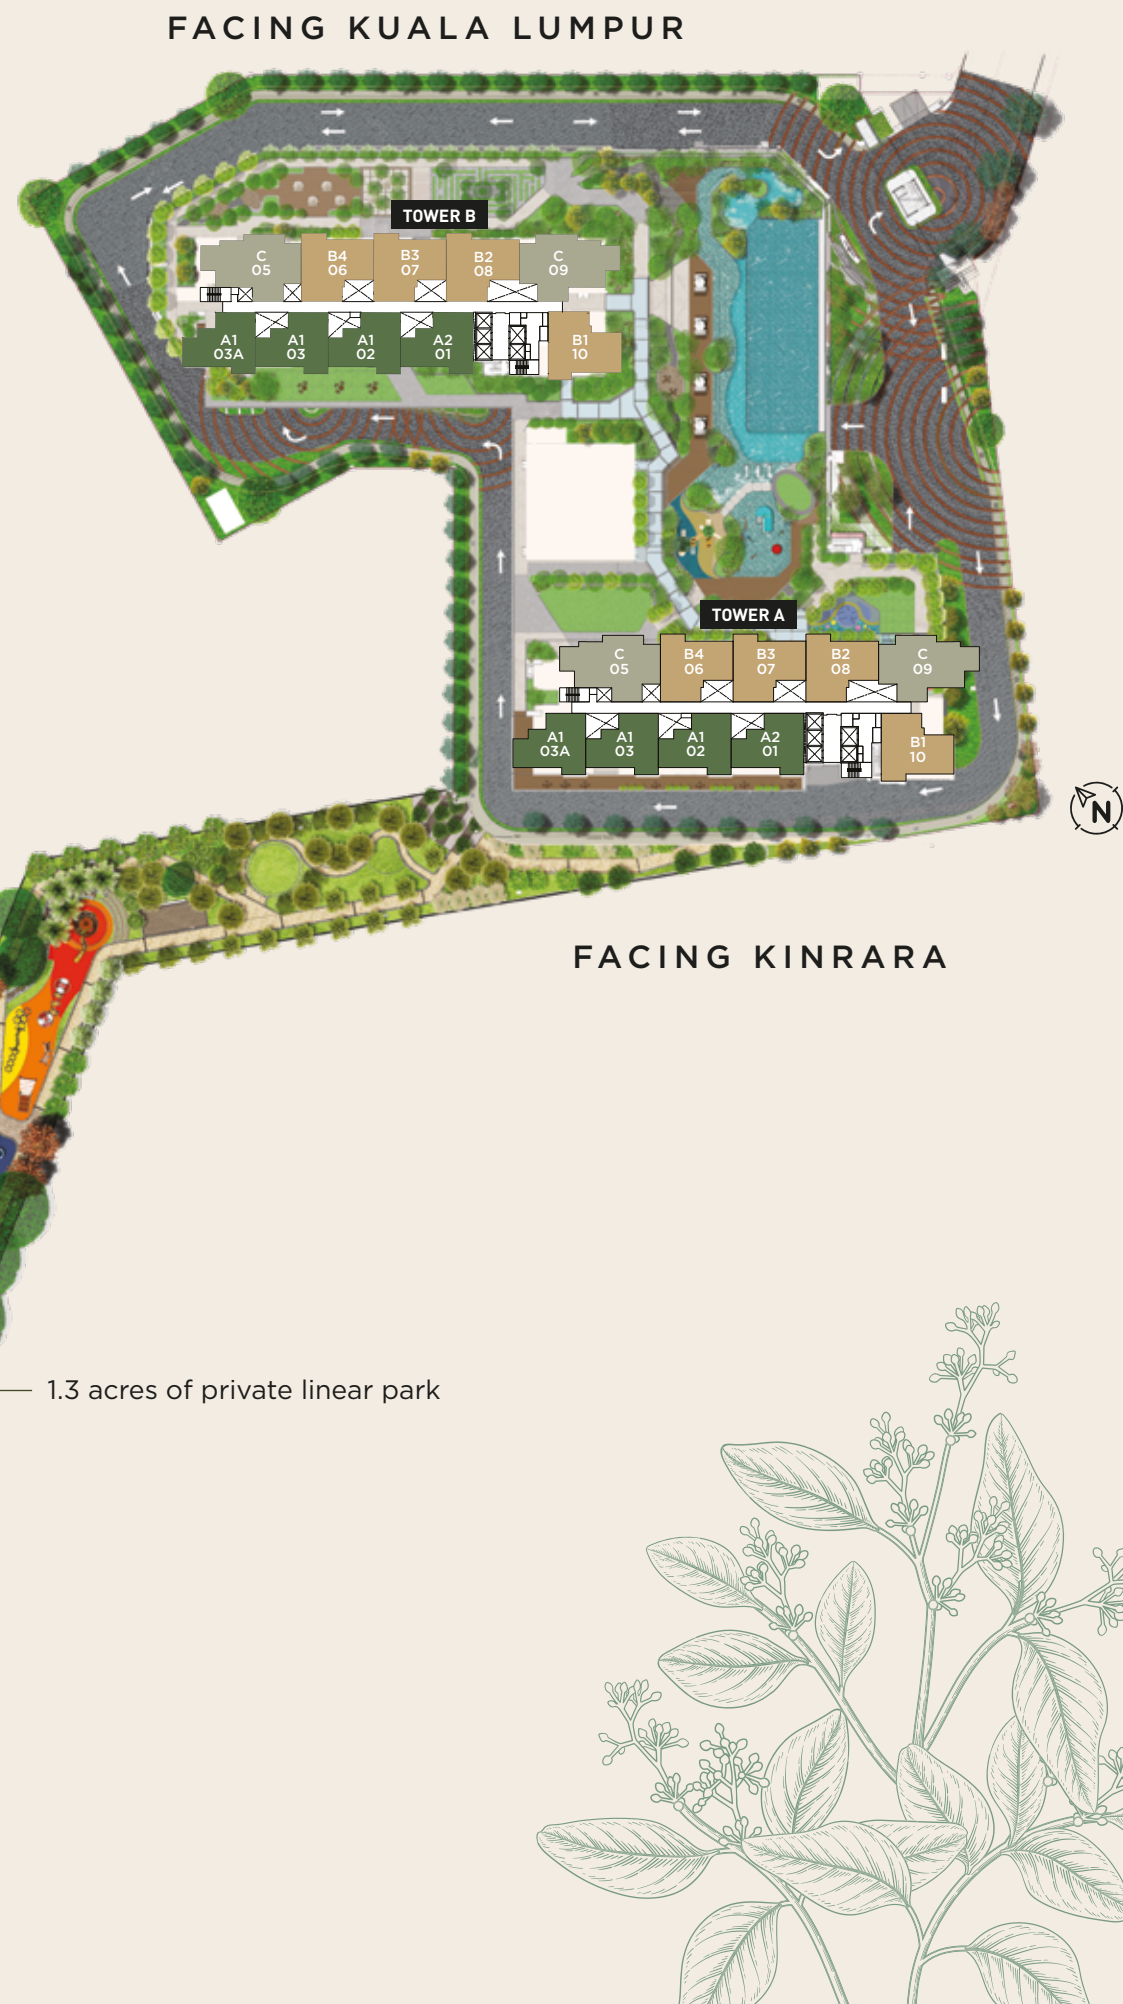 FACING KUALA LUMPUR
TOWER B
C
05
B4
06
B3
07
B2
08
C
09
A1
03A
A1
03
A1
02
A2
01
B1
10
TOWER A
C
05
B4
06
B3
07
B2
08
C
09
A1
03A
A1
03
A1
02
A2
01
B1
10
N
FACING KINRARA
1.3 acres of private linear park